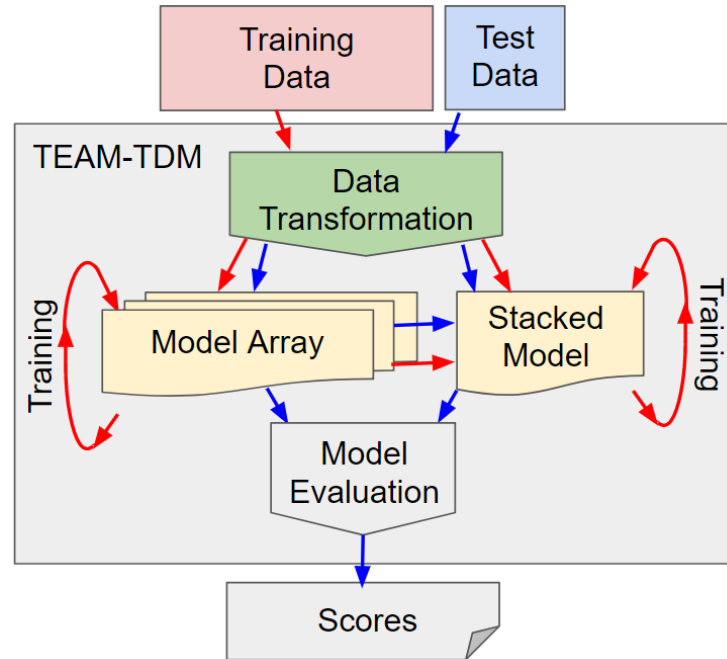 Training
Data
Test
Data
TEAM-TDM
Data
Transformation
Training
Model Array
Stacked
Model
Training
Model
Evaluation
Scores